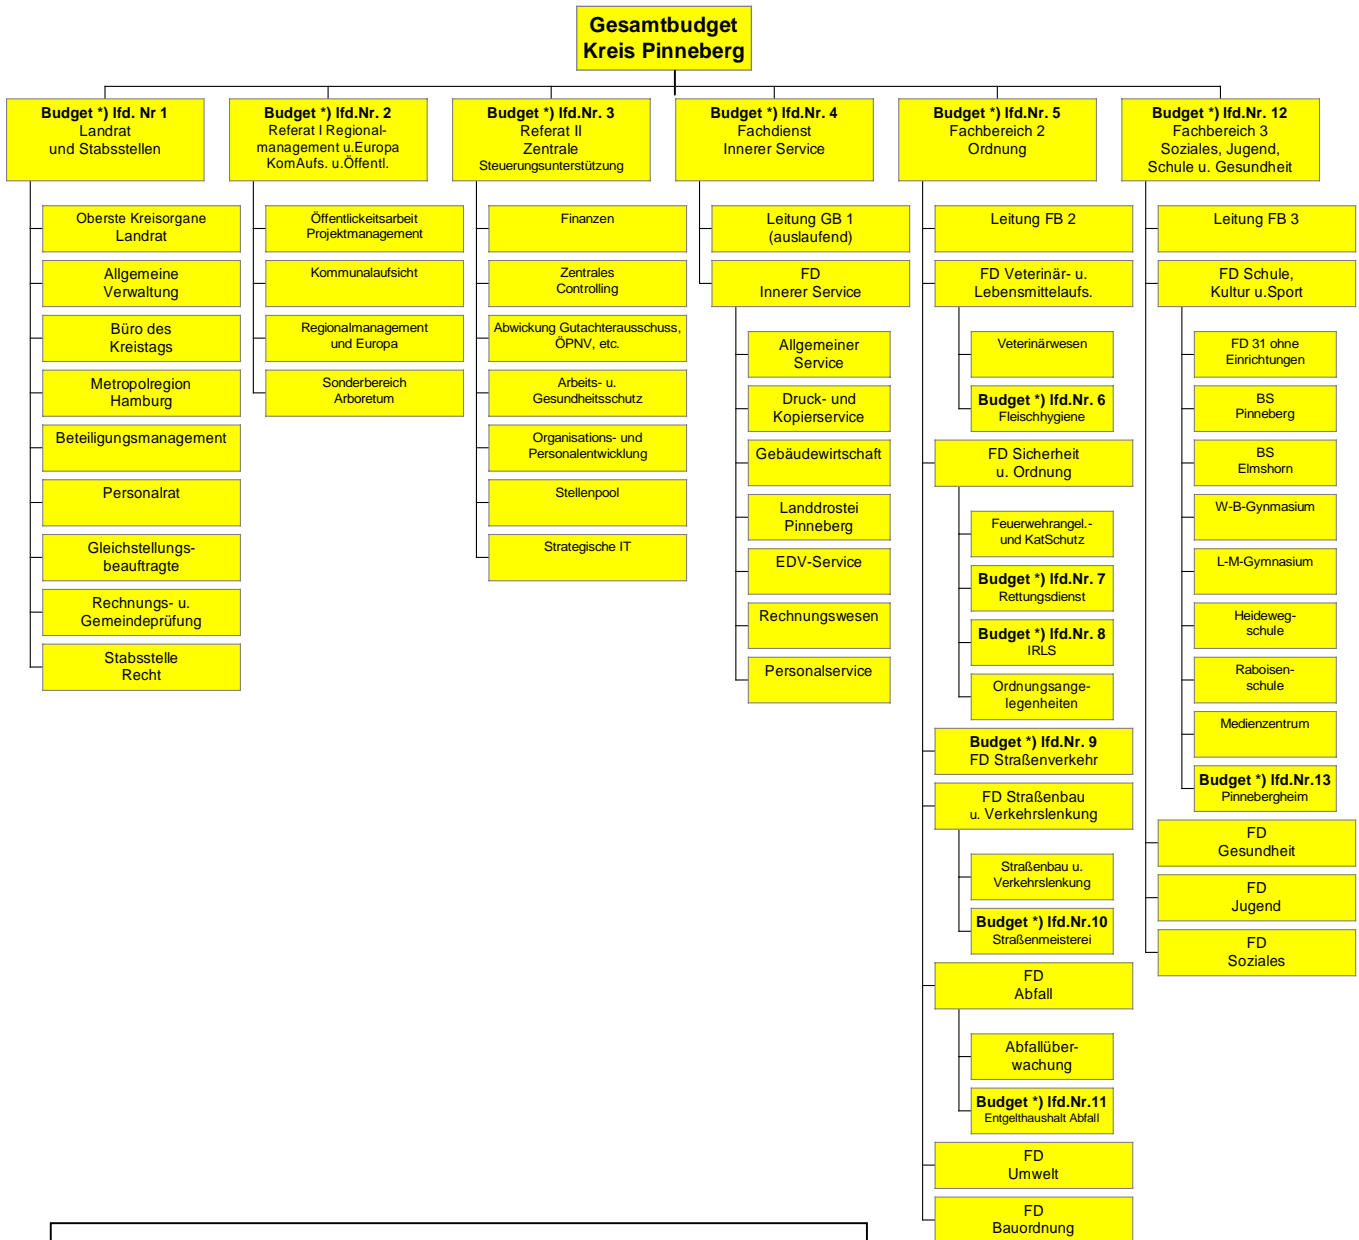 Gesamtbudget
Kreis Pinneberg
Budget *) lfd. Nr 1
Landrat
und Stabsstellen
Oberste Kreisorgane
Landrat
Allgemeine
Verwaltung
Büro des
Kreistags
Metropolregion
Hamburg
Beteiligungsmanagement
Personalrat
Gleichstellungs-
beauftragte
Rechnungs- u.
Gemeindeprüfung
Stabsstelle
Recht
Budget *) lfd.Nr. 2
Referat I Regional-
management u.Europa
KomAufs. u.Öffentl.
Öffentlickeitsarbeit
Projektmanagement
Kommunalaufsicht
Regionalmanagement
und Europa
Sonderbereich
Arboretum
Budget *) lfd.Nr. 3
Referat II
Zentrale
Steuerungsunterstützung
Finanzen
Zentrales
Controlling
Abwickung Gutachterausschuss,
ÖPNV, etc.
Arbeits- u.
Gesundheitsschutz
Organisations- und
Personalentwicklung
Stellenpool
Strategische IT
Budget *) lfd.Nr. 4
Fachdienst
Innerer Service
Leitung GB 1
(auslaufend)
FD
Innerer Service
Allgemeiner
Service
Druck- und
Kopierservice
Gebäudewirtschaft
Landdrostei
Pinneberg
EDV-Service
Rechnungswesen
Personalservice
Budget *) lfd.Nr. 5
Fachbereich 2
Ordnung
Leitung FB 2
FD Veterinär- u.
Lebensmittelaufs.
Veterinärwesen
Budget *) lfd.Nr. 6
Fleischhygiene
FD Sicherheit
u. Ordnung
Feuerwehrangel.-
und KatSchutz
Budget *) lfd.Nr. 7
Rettungsdienst
Budget *) lfd.Nr. 8
IRLS
Ordnungsange-
legenheiten
Budget *) lfd.Nr. 9
FD Straßenverkehr
FD Straßenbau
u. Verkehrslenkung
Straßenbau u.
Verkehrslenkung
Budget *) lfd.Nr.10
Straßenmeisterei
FD
Abfall
Abfallüber-
wachung
Budget *) lfd.Nr.11
Entgelthaushalt Abfall
FD
Umwelt
FD
Bauordnung
Budget *) lfd.Nr. 12
Fachbereich 3
Soziales, Jugend,
Schule u. Gesundheit
Leitung FB 3
FD Schule,
Kultur u.Sport
FD 31 ohne
Einrichtungen
BS
Pinneberg
BS
Elmshorn
W-B-Gynmasium
L-M-Gymnasium
Heideweg-
schule
Raboisen-
schule
Medienzentrum
Budget *) lfd.Nr.13
Pinnebergheim
FD
Gesundheit
FD
Jugend
FD
Soziales